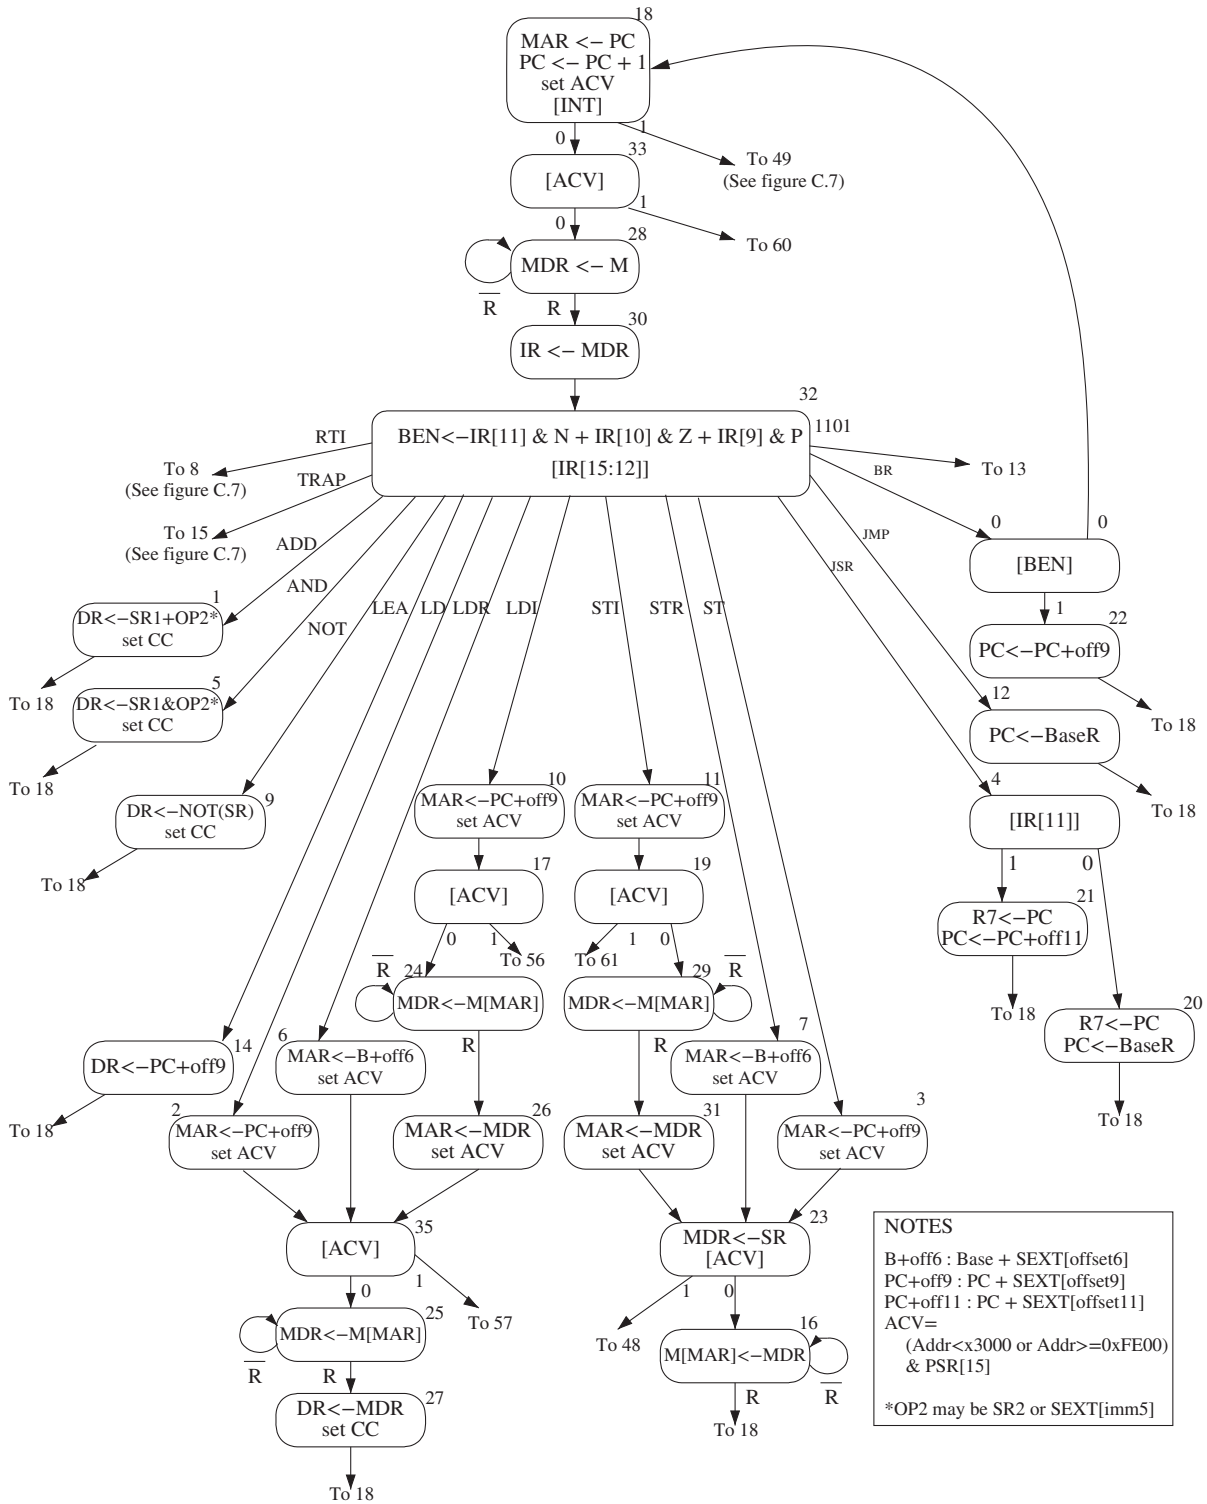 18
MAR <– PC
PC <– PC + 1
set ACV
[INT]
0
1
To 49
(See figure C.7)
33
[ACV]
0
1
To 60
28
MDR <– M
R
R
30
IR <– MDR
32
BEN<–IR[11] & N + IR[10] & Z + IR[9] & P
[IR[15:12]]
1101
To 13
RTI
To 8
(See figure C.7)
TRAP
To 15
(See figure C.7)
ADD
AND
NOT
LEA
LD
LDR
LDI
STI
STR
ST
JSR
JMP
BR
0
0
[BEN]
1
22
PC<–PC+off9
To 18
12
PC<–BaseR
To 18
4
[IR[11]]
1
0
21
R7<–PC
PC<–PC+off11
To 18
20
R7<–PC
PC<–BaseR
To 18
1
DR<–SR1+OP2*
set CC
To 18
5
DR<–SR1&OP2*
set CC
To 18
9
DR<–NOT(SR)
set CC
To 18
10
MAR<–PC+off9
set ACV
17
[ACV]
0
1
To 56
R
24
MDR<–M[MAR]
R
11
MAR<–PC+off9
set ACV
19
[ACV]
1
0
To 61
29
R
MDR<–M[MAR]
R
14
DR<–PC+off9
To 18
6
MAR<–B+off6
set ACV
2
MAR<–PC+off9
set ACV
26
MAR<–MDR
set ACV
7
MAR<–B+off6
set ACV
31
MAR<–MDR
set ACV
3
MAR<–PC+off9
set ACV
35
[ACV]
0
1
To 57
25
MDR<–M[MAR]
R
R
27
DR<–MDR
set CC
To 18
23
MDR<–SR
[ACV]
1
0
To 48
16
M[MAR]<–MDR
R
R
To 18
NOTES
B+off6 : Base + SEXT[offset6]
PC+off9 : PC + SEXT[offset9]
PC+off11 : PC + SEXT[offset11]
ACV=
(Addr<x3000 or Addr>=0xFE00)
& PSR[15]
*OP2 may be SR2 or SEXT[imm5]